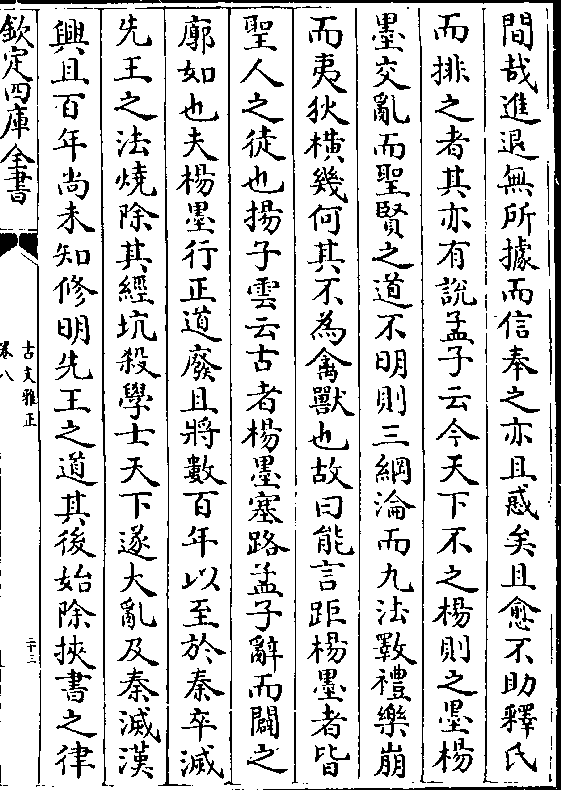 間哉進退無所據而信奉之亦且惑矣且愈不助釋氏
而排之者其亦有說孟子云今天下不之楊則之墨楊
墨交亂而聖賢之道不明則三綱淪而九法斁禮樂崩
而夷狄橫幾何其不為禽獸也故曰能言距楊墨者皆
聖人之徒也揚子雲云古者楊墨塞路孟子辭而闢之
廓如也夫楊墨行正道廢且將數百年以至於秦卒滅
先王之法燒除其經坑殺學士天下遂大亂及秦滅漢
興且百年尚未知修明先王之道其後始除挾書之律
欽定四庫全書
古文雅正
卷八
二十三